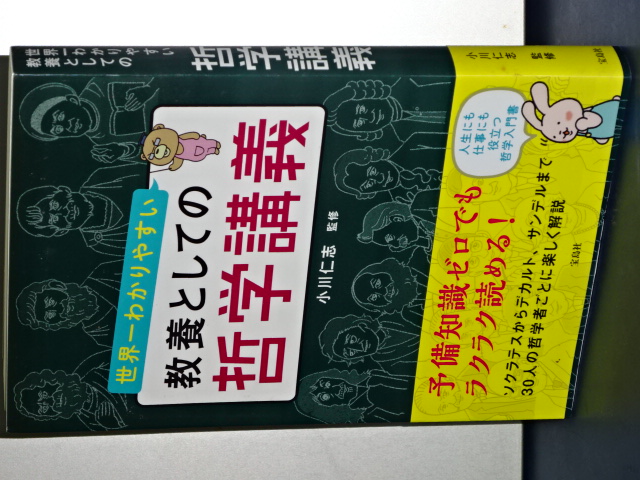 世界一わかりやすい
教養としての
哲学講義
小川仁志 監修
宝島社
世界一わかりやすい
教養としての
哲学講義
小川仁志 監修
人生にも
仕事にも
役立つ
哲学入門書
予備知識ゼロでも
ラクラク読める！
ソクラテスからデカルト、サンデルまで
30人の哲学者ごとに楽しく解説
宝島社